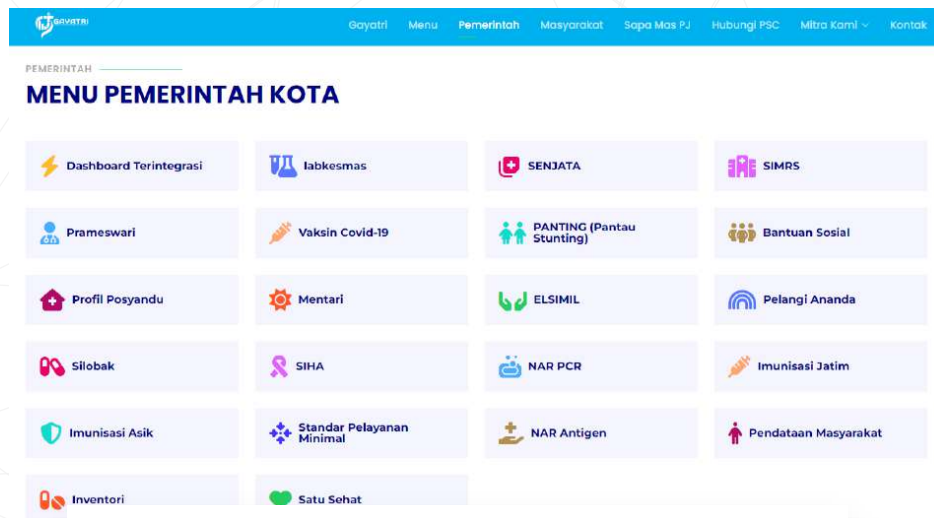 GAYATRI
Gayatri Menu Pemerintah Masyarakat Sapa Mas PJ Hubungi PSC Mitra Kami Kontak
PEMERINTAH
MENU PEMERINTAH KOTA
Dashboard Terintegrasi
labkesmas
SENJATA
SIMRS
Prameswari
Vaksin Covid-19
PANTING (Pantau
Stunting)
Bantuan Sosial
Profil Posyandu
Mentari
ELSIMIL
Pelangi Ananda
Silobak
SIHA
NAR PCR
Imunisasi Jatim
Imunisasi Asik
Standar Pelayanan
Minimal
NAR Antigen
Pendataan Masyarakat
Inventori
Satu Sehat